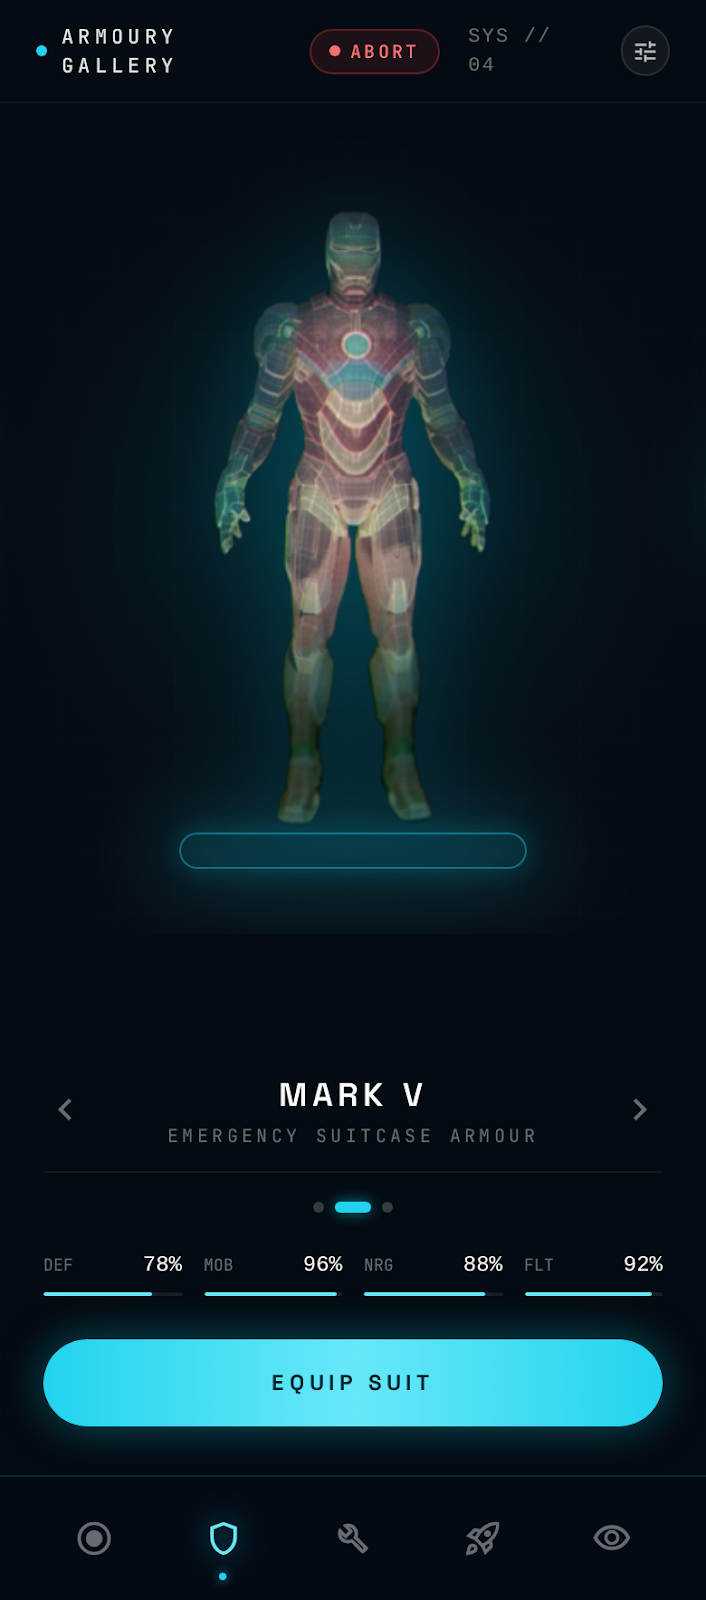 ARMOURY
GALLERY
ABORT
SYS //
04
MARK V
EMERGENCY SUITCASE ARMOUR
DEF 78% MOB 96% NRG 88% FLT 92%
EQUIP SUIT